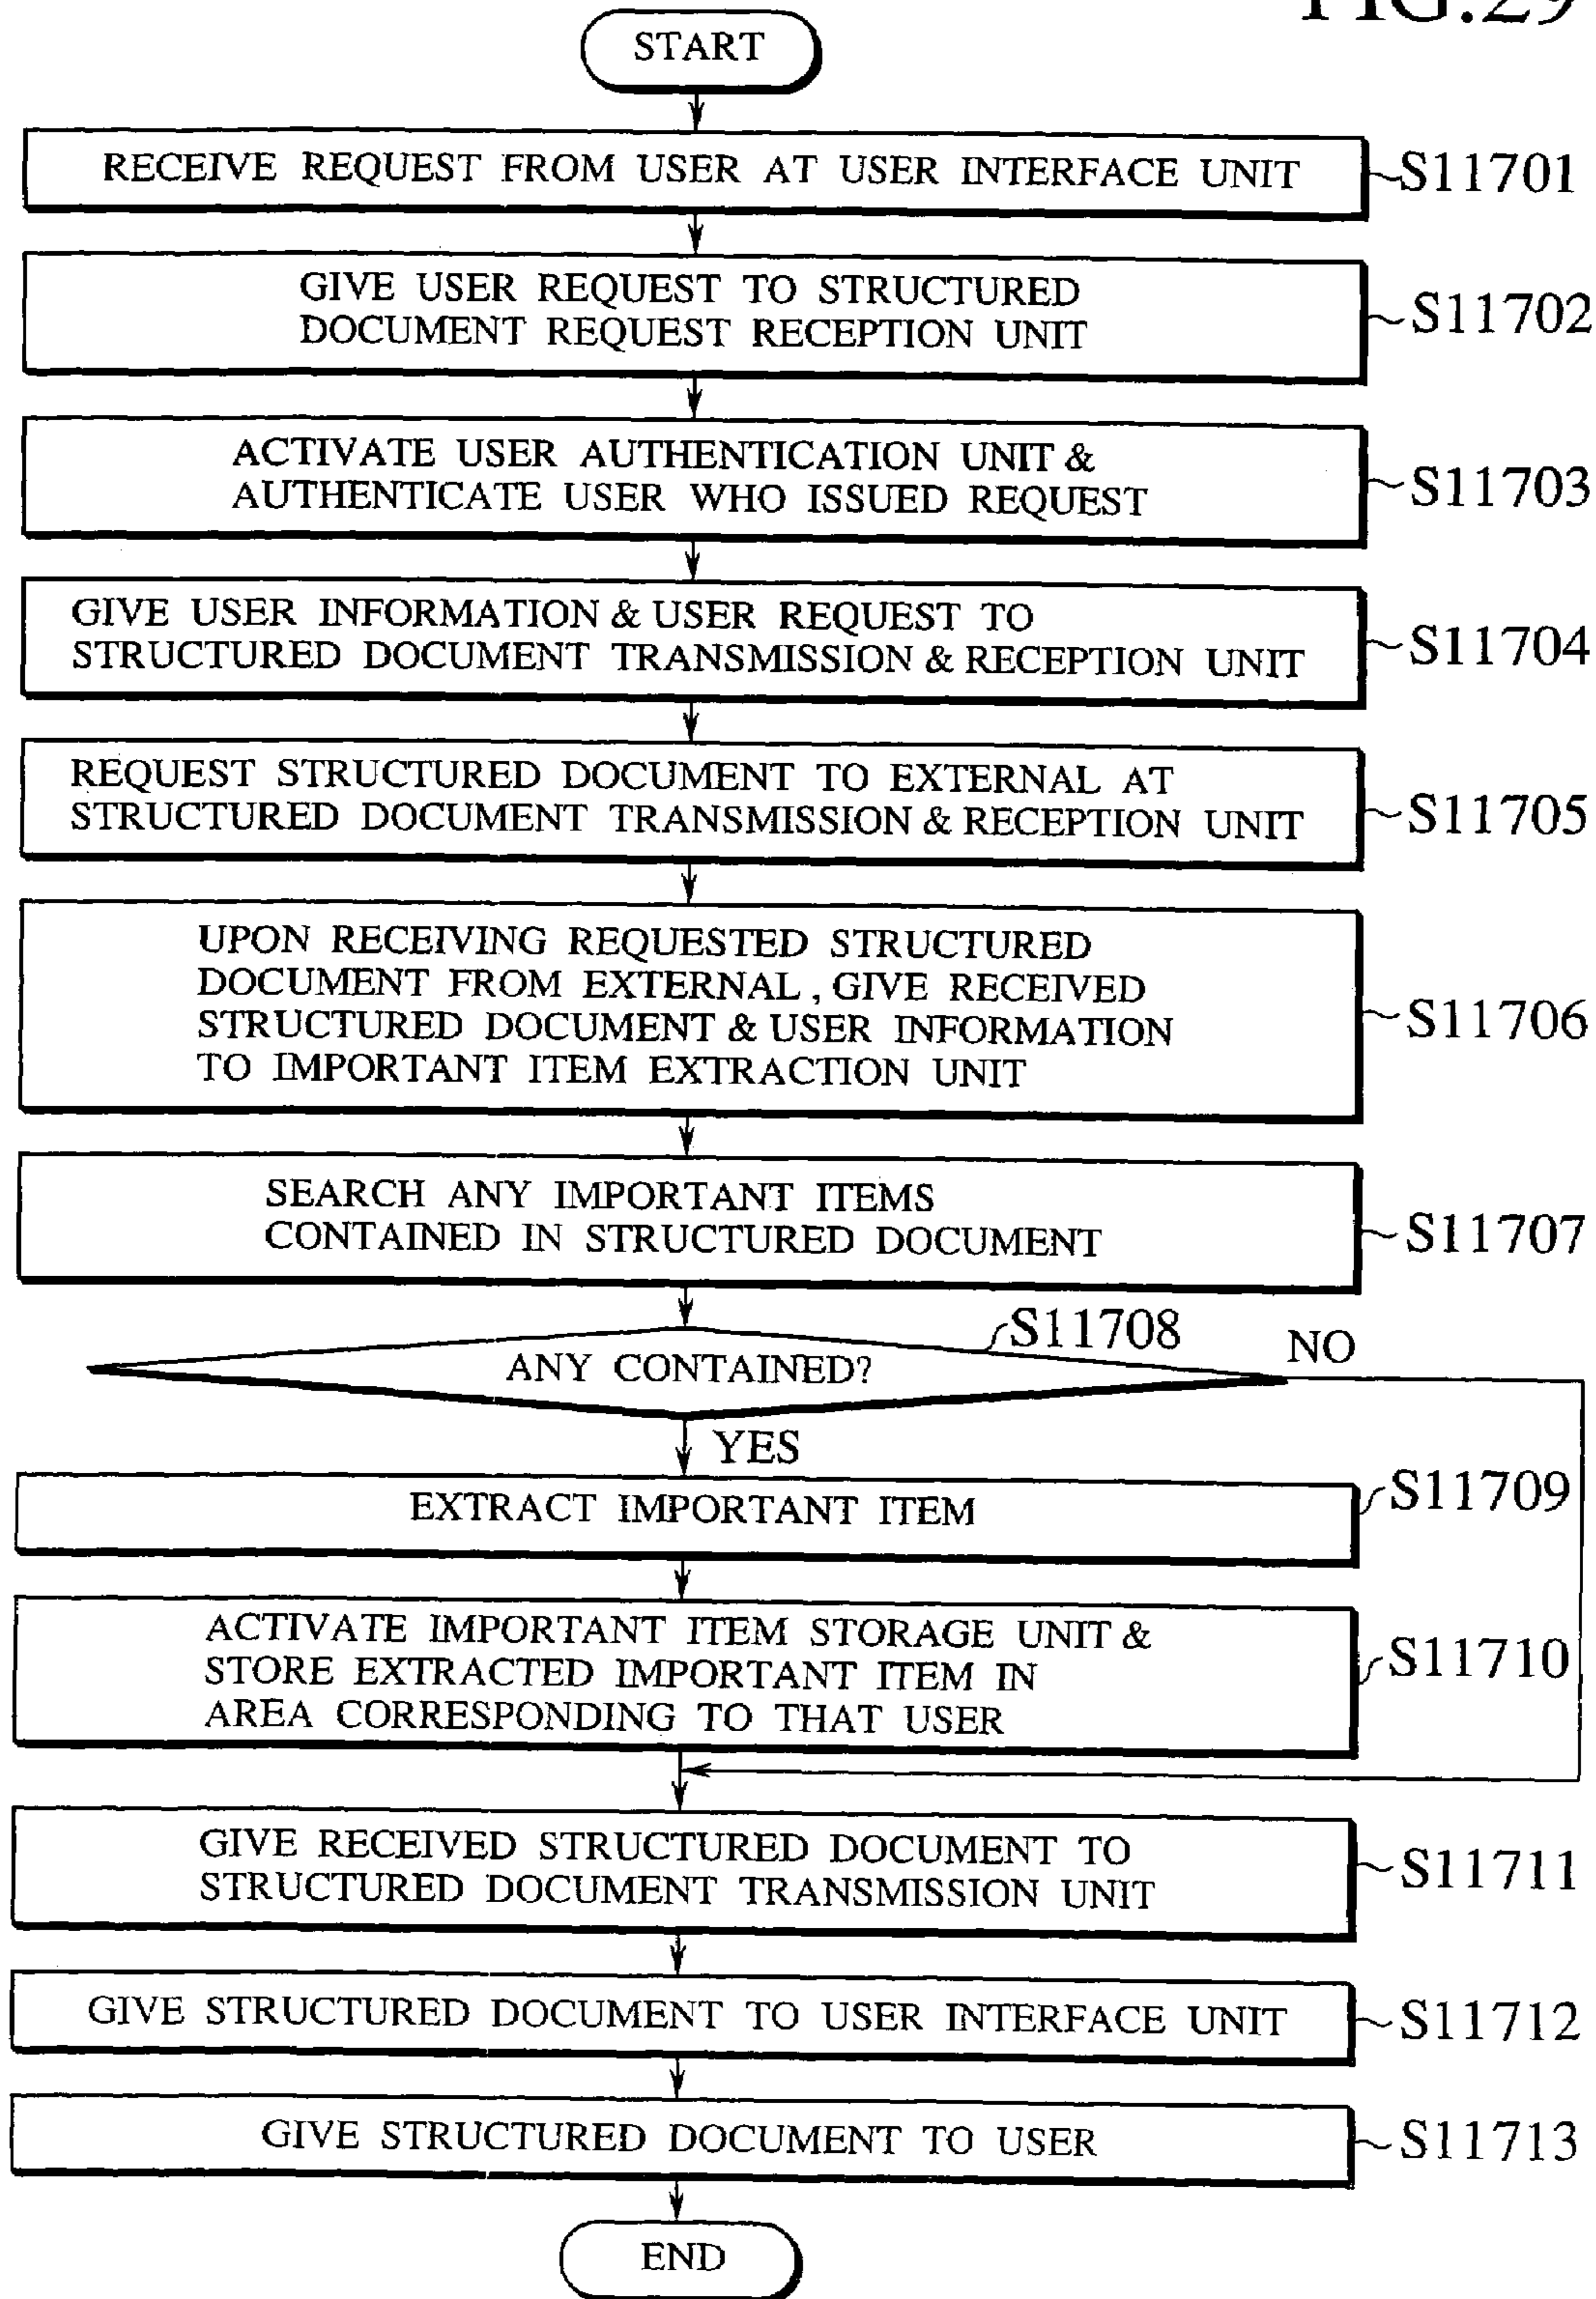 FIG.29
START
RECEIVE REQUEST FROM USER AT USER INTERFACE UNIT
S11701
GIVE USER REQUEST TO STRUCTURED
DOCUMENT REQUEST RECEPTION UNIT
S11702
ACTIVATE USER AUTHENTICATION UNIT &
AUTHENTICATE USER WHO ISSUED REQUEST
S11703
GIVE USER INFORMATION & USER REQUEST TO
STRUCTURED DOCUMENT TRANSMISSION & RECEPTION UNIT
S11704
REQUEST STRUCTURED DOCUMENT TO EXTERNAL AT
STRUCTURED DOCUMENT TRANSMISSION & RECEPTION UNIT
S11705
UPON RECEIVING REQUESTED STRUCTURED
DOCUMENT FROM EXTERNAL, GIVE RECEIVED
STRUCTURED DOCUMENT & USER INFORMATION
TO IMPORTANT ITEM EXTRACTION UNIT
S11706
SEARCH ANY IMPORTANT ITEMS
CONTAINED IN STRUCTURED DOCUMENT
S11707
S11708
ANY CONTAINED?
NO
YES
EXTRACT IMPORTANT ITEM
S11709
ACTIVATE IMPORTANT ITEM STORAGE UNIT &
STORE EXTRACTED IMPORTANT ITEM IN
AREA CORRESPONDING TO THAT USER
S11710
GIVE RECEIVED STRUCTURED DOCUMENT TO
STRUCTURED DOCUMENT TRANSMISSION UNIT
S11711
GIVE STRUCTURED DOCUMENT TO USER INTERFACE UNIT
S11712
GIVE STRUCTURED DOCUMENT TO USER
S11713
END